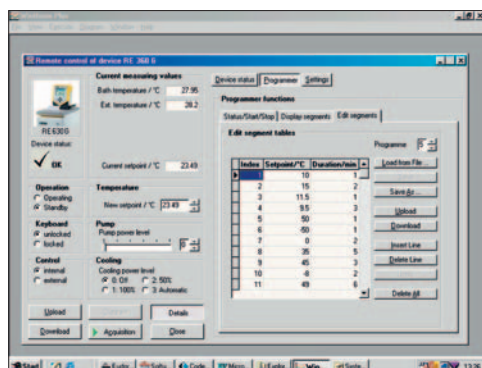 Remote control of device RE 360 G
RE630G
Device status:
OK
Current measuring values
Bath temperature / °C 27.95
Ext. temperature / °C 28.2
Current setpoint / °C 23.49
Operation
Operating
Standby
Temperature
New setpoint / °C 23.49
Keyboard
unlocked
locked
Pump
Pump power level 6
Control
internal
external
Cooling
Cooling power level
0: Off 2: 50%
1: 100% 3: Automatic
Upload
Details
Download Acquisition Close
Device status Programmer Settings
Programmer functions
Status/Start/Stop Display segments Edit segments
Edit segment tables
Programme 5
Index Setpoint/°C Duration/min
1 10 1
2 15 2
3 11.5 1
4 9.5 3
5 50 1
6 -50 1
7 0 2
8 35 5
9 45 3
10 -8 2
11 49 6
Load from File ...
Save As ...
Upload
Download
Insert Line
Delete Line
Delete All
Start
13:36